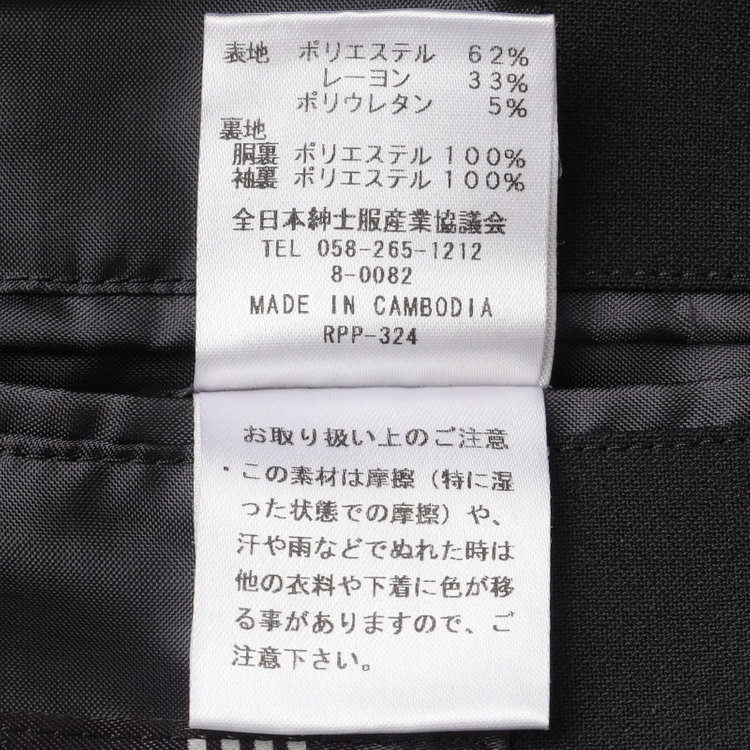 表地 ポリエステル 62%
レーヨン 33%
ポリウレタン 5%
裏地
胴裏 ポリエステル 100%
袖裏 ポリエステル 100%
全日本紳士服産業協議会
TEL 058-265-1212
8-0082
MADE IN CAMBODIA
RPP-324
お取り扱い上のご注意
・この素材は摩擦（特に湿
った状態での摩擦）や、
汗や雨などでぬれた時は
他の衣料や下着に色が移
る事がありますので、ご
注意下さい。